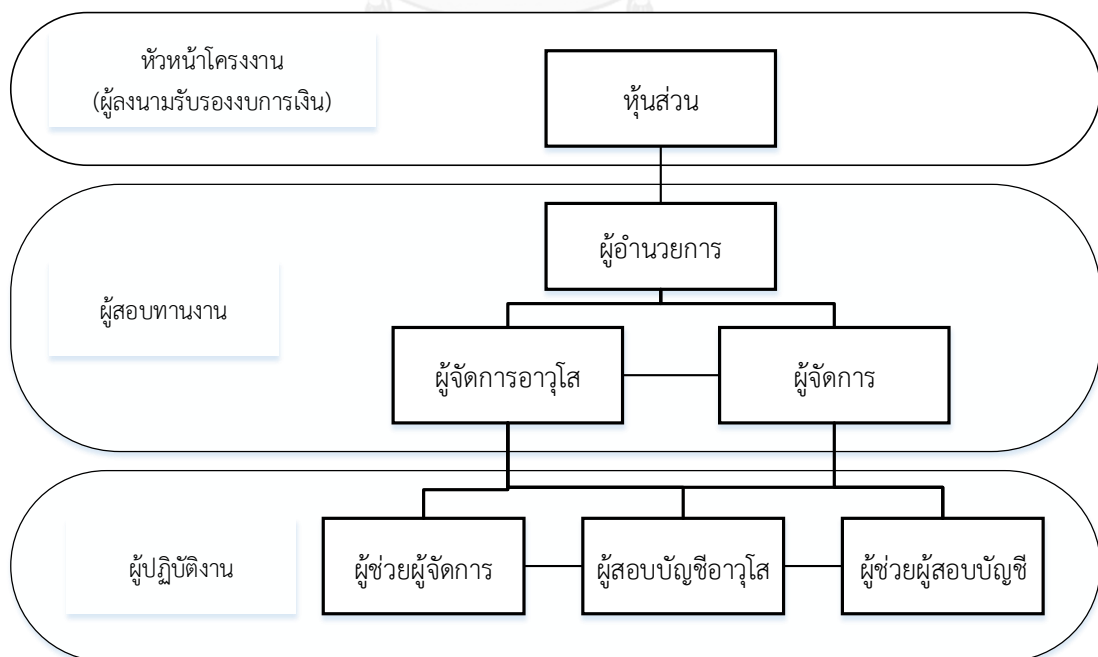 หัวหน้าโครงงาน
(ผู้ลงนามรับรองงบการเงิน)
หุ้นส่วน
ผู้อำนวยการ
ผู้สอบทานงาน
ผู้จัดการอาวุโส
ผู้จัดการ
ผู้ปฏิบัติงาน
ผู้ช่วยผู้จัดการ
ผู้สอบบัญชีอาวุโส
ผู้ช่วยผู้สอบบัญชี